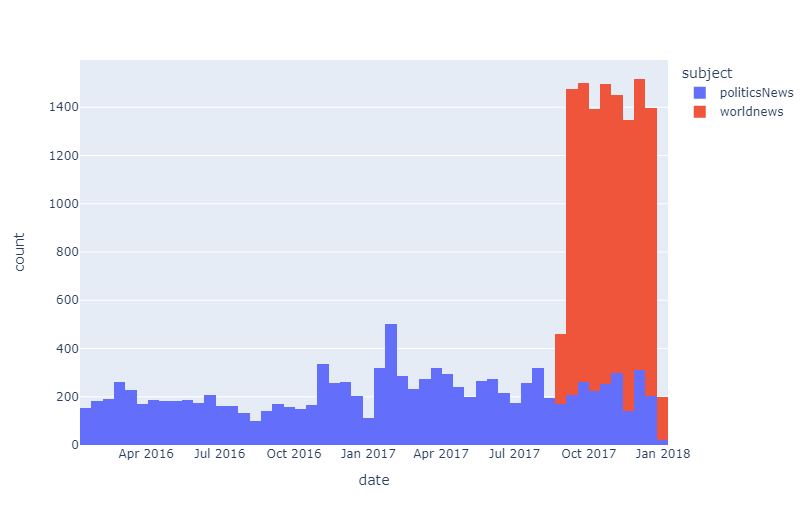 subject
politicsNews
worldnews
1400
1200
1000
800
600
400
200
0
count
Apr 2016 Jul 2016 Oct 2016 Jan 2017 Apr 2017 Jul 2017 Oct 2017 Jan 2018
date